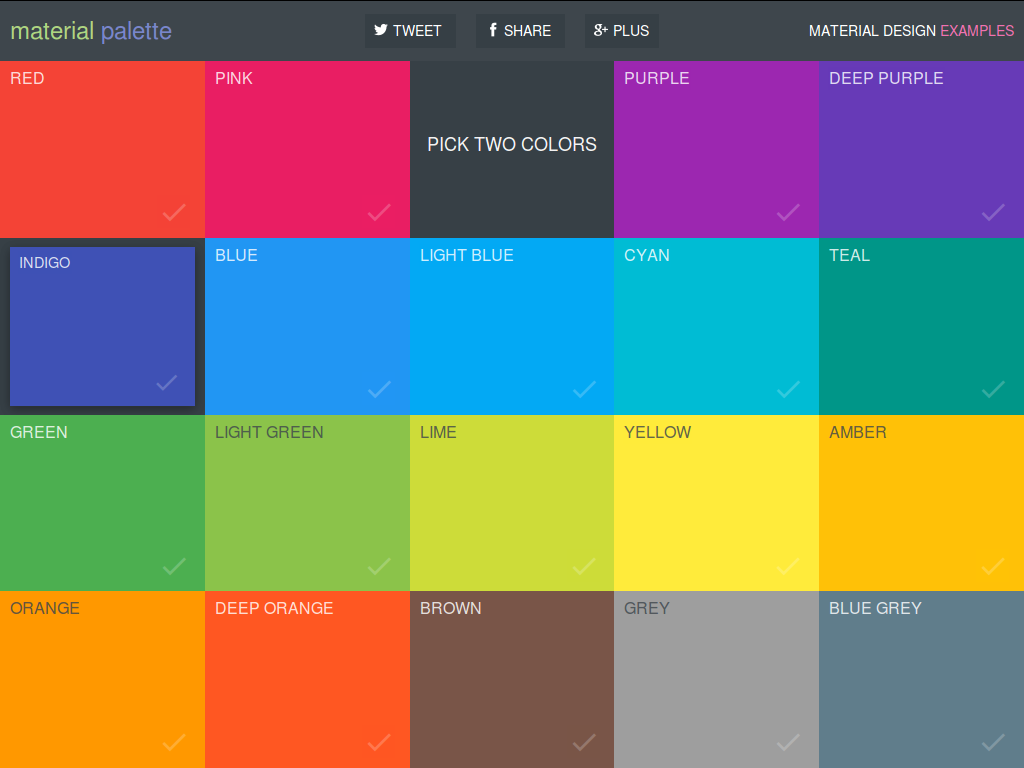 material palette
TWEET
SHARE
PLUS
MATERIAL DESIGN EXAMPLES
RED
PINK
PICK TWO COLORS
PURPLE
DEEP PURPLE
INDIGO
BLUE
LIGHT BLUE
CYAN
TEAL
GREEN
LIGHT GREEN
LIME
YELLOW
AMBER
ORANGE
DEEP ORANGE
BROWN
GREY
BLUE GREY